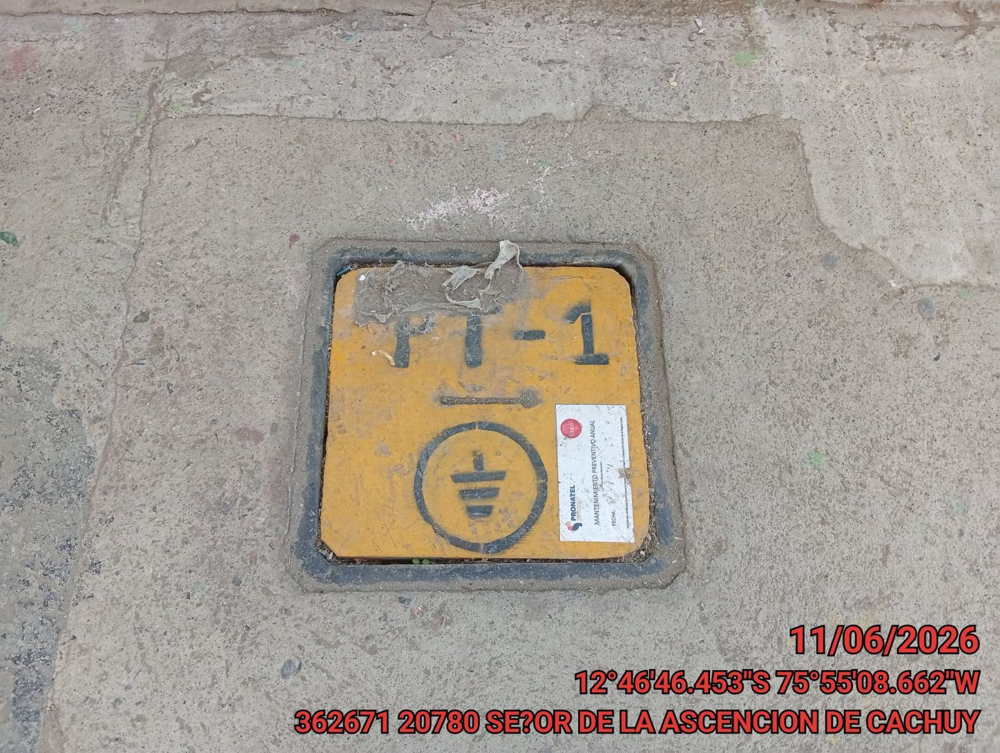 PT-1
Claro
PRONATEL
MANTENIMIENTO PREVENTIVO ANUAL
FECHA:
11/06/2026
12°46'46.453"S 75°55'08.662"W
362671 20780 SE?OR DE LA ASCENCION DE CACHUY